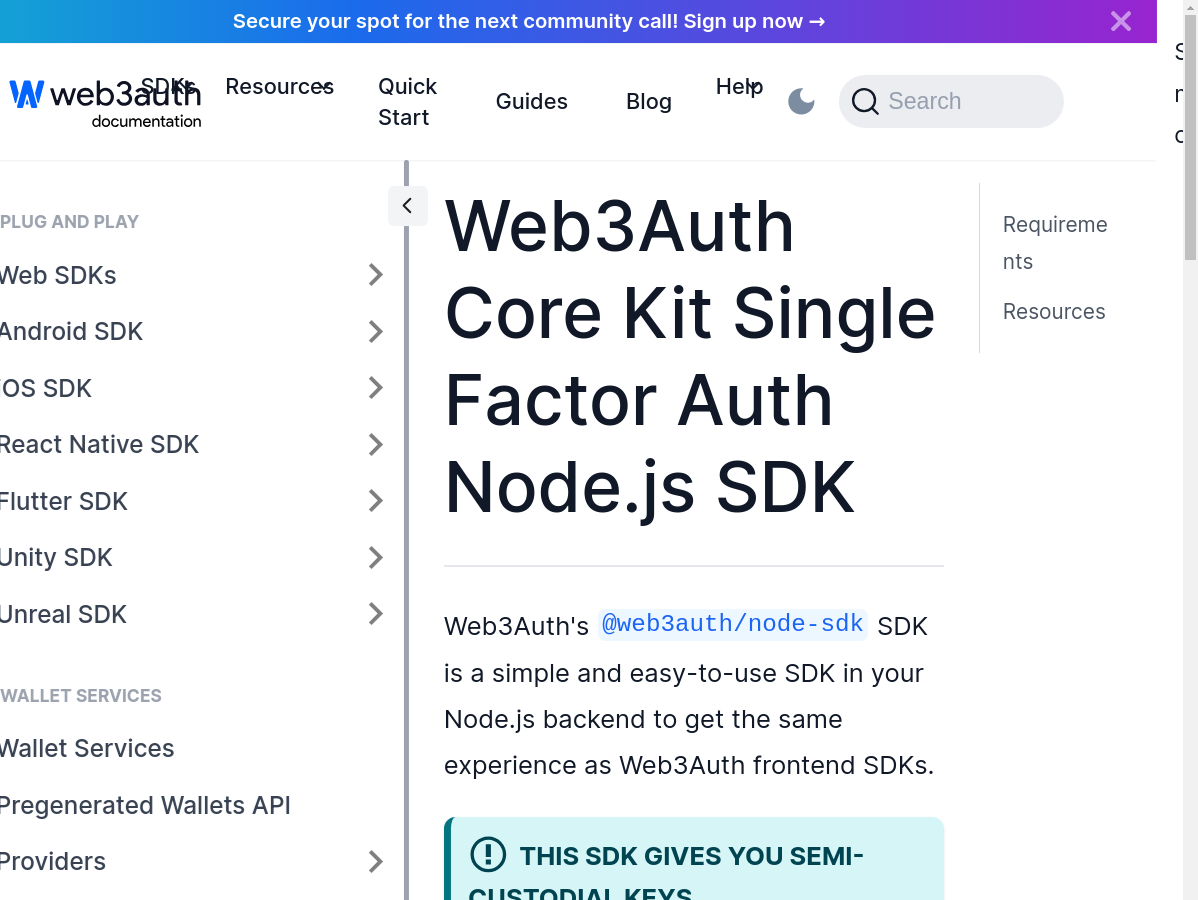 Secure your spot for the next community call! Sign up now →
web3auth
documentation
SDKs
Resources
Quick
Start
Guides
Blog
Help
Search
PLUG AND PLAY
Web SDKs
Android SDK
iOS SDK
React Native SDK
Flutter SDK
Unity SDK
Unreal SDK
WALLET SERVICES
Wallet Services
Pregenerated Wallets API
Providers
Web3Auth
Core Kit Single
Factor Auth
Node.js SDK
Web3Auth's @web3auth/node-sdk SDK
is a simple and easy-to-use SDK in your
Node.js backend to get the same
experience as Web3Auth frontend SDKs.
THIS SDK GIVES YOU SEMI-
CUSTODIAL KEYS
Requireme
nts
Resources